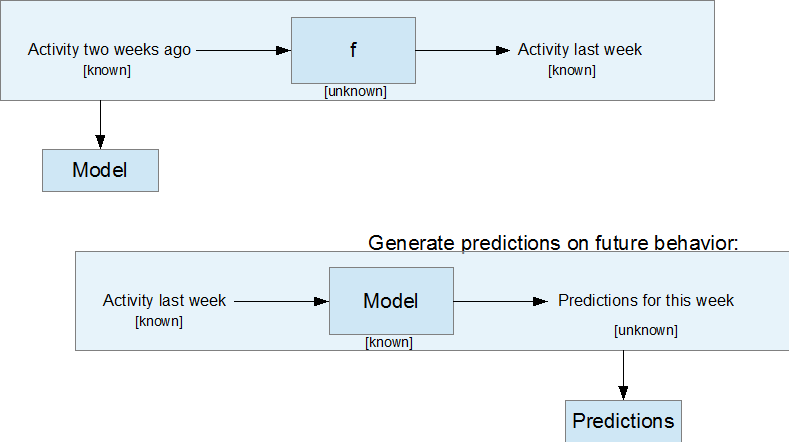 Activity two weeks ago
[known]
f
[unknown]
Activity last week
[known]
Model
Generate predictions on future behavior:
Activity last week
[known]
Model
[known]
Predictions for this week
[unknown]
Predictions